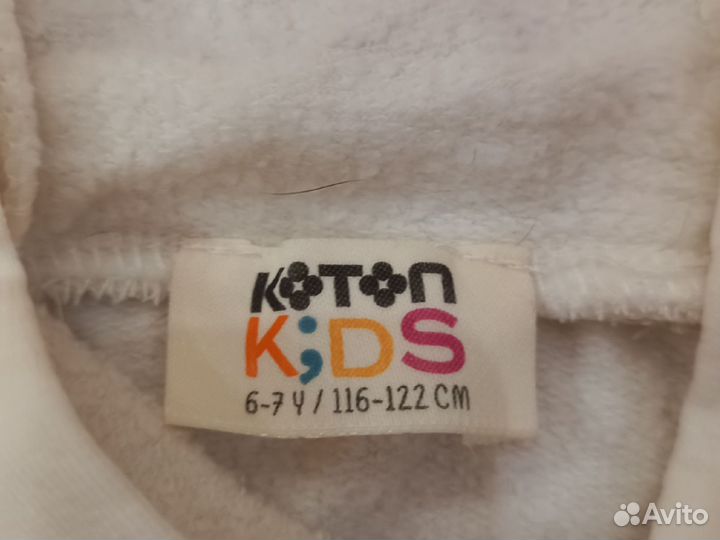 KOTON
K;DS
6-7 Y / 116-122 CM
Avito